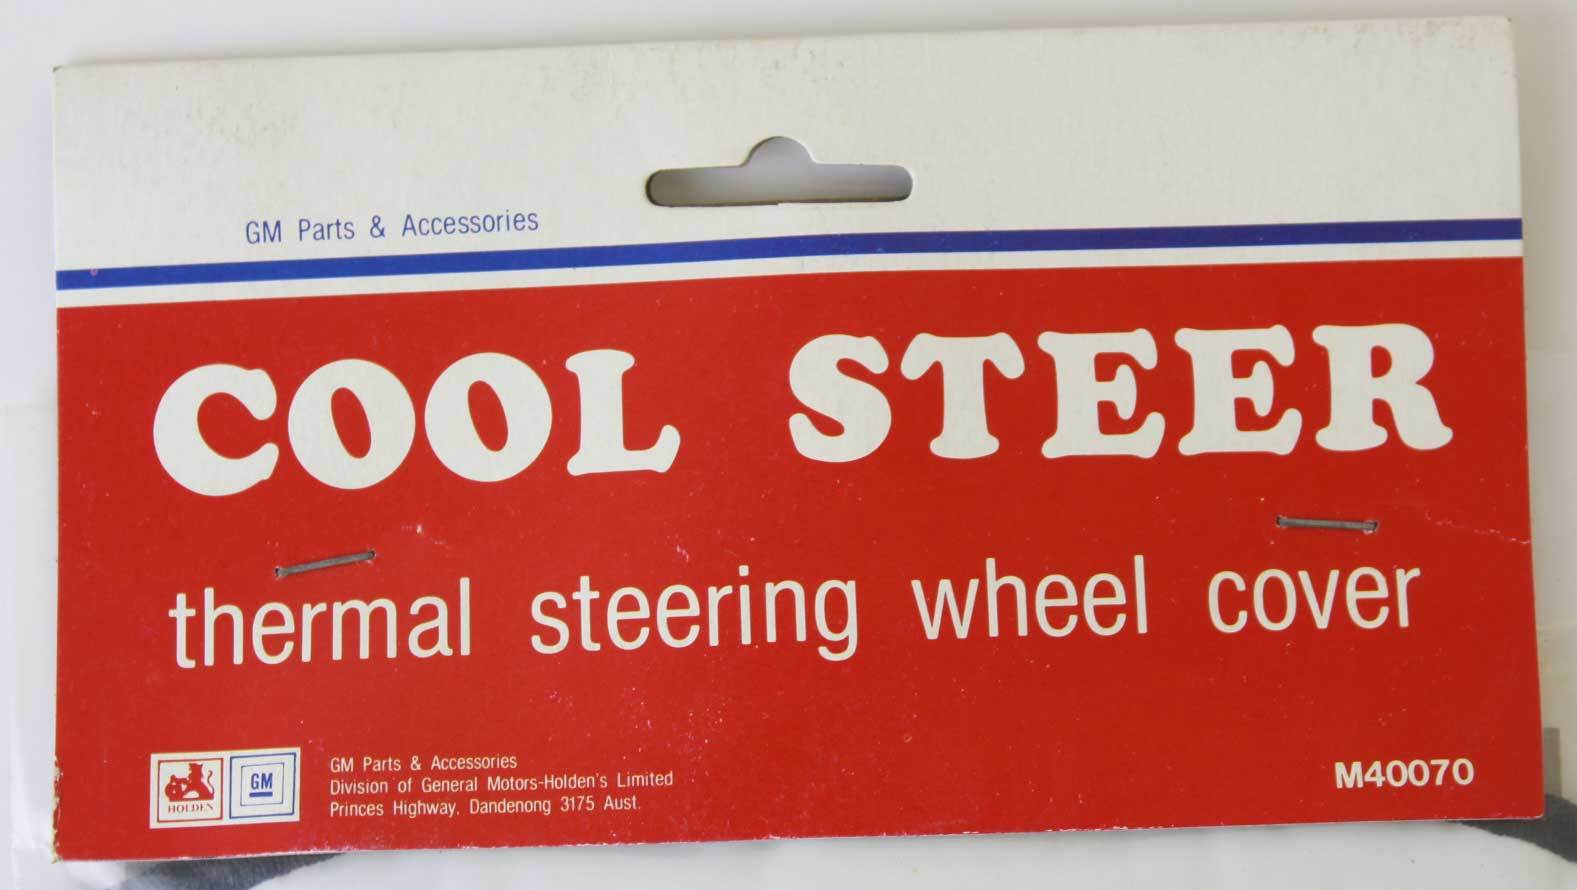 GM Parts & Accessories
COOL STEER
thermal steering wheel cover
HOLDEN
GM
GM Parts & Accessories
Division of General Motors-Holden's Limited
Princes Highway, Dandenong 3175 Aust.
M40070